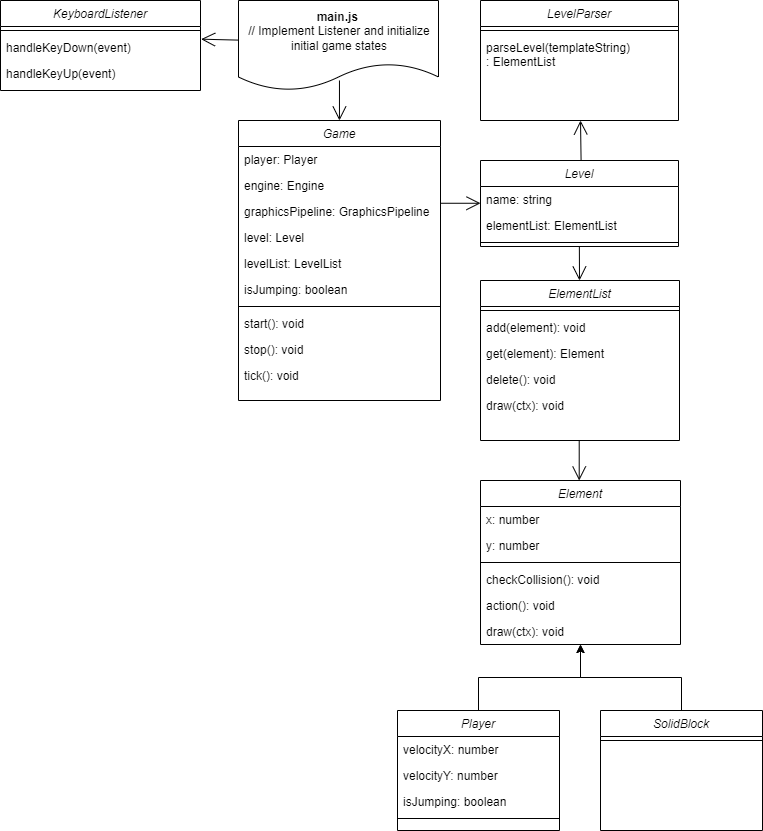 KeyboardListener
handleKeyDown(event)
handleKeyUp(event)
main.js
// Implement Listener and initialize
initial game states
LevelParser
parseLevel(templateString)
: ElementList
Game
player: Player
engine: Engine
graphicsPipeline: GraphicsPipeline
level: Level
levelList: LevelList
isJumping: boolean
start(): void
stop(): void
tick(): void
Level
name: string
elementList: ElementList
ElementList
add(element): void
get(element): Element
delete(): void
draw(ctx): void
Element
x: number
y: number
checkCollision(): void
action(): void
draw(ctx): void
Player
velocityX: number
velocityY: number
isJumping: boolean
SolidBlock